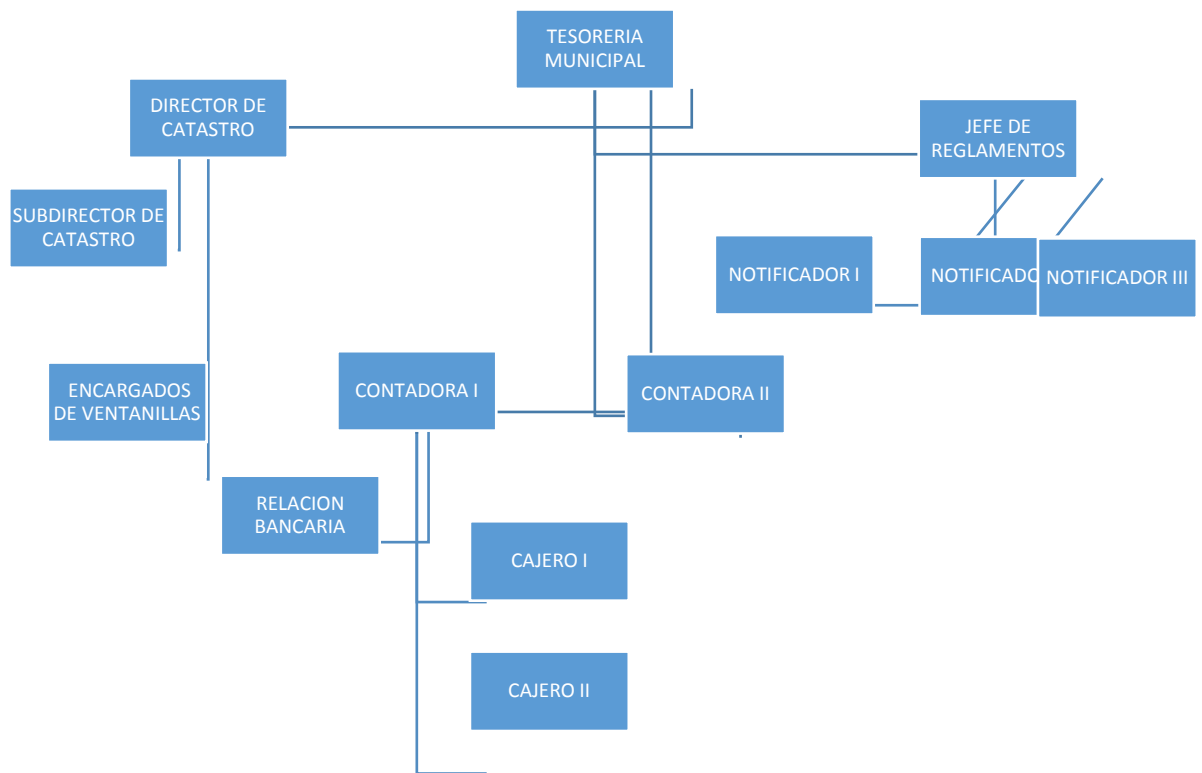 TESORERIA
MUNICIPAL
DIRECTOR DE
CATASTRO
JEFE DE
REGLAMENTOS
SUBDIRECTOR DE
CATASTRO
NOTIFICADOR I
NOTIFICADO
NOTIFICADOR III
ENCARGADOS
DE VENTANILLAS
CONTADORA I
CONTADORA II
RELACION
BANCARIA
CAJERO I
CAJERO II